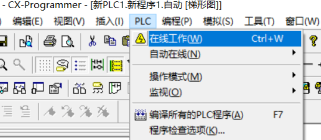 - CX-Programmer - [新PLC1.新程序1.自动 [梯形图]]
编辑(E) 视图(V) 插入(I) PLC 编程(P) 模拟(S) 工具(T) 窗口(W)
在线工作(W) Ctrl+W
自动在线(N)
操作模式(M)
监视(O)
编译所有的PLC程序(A) F7
程序检查选项(K)...